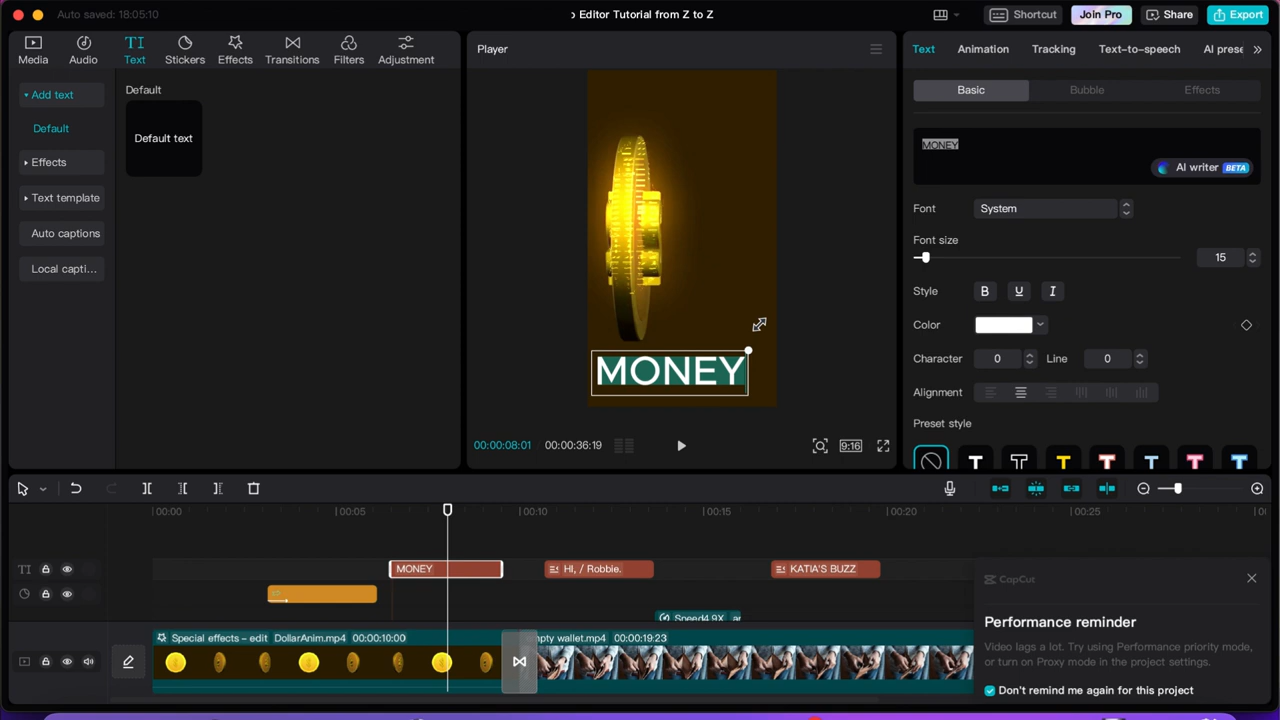 Auto saved: 18:05:10
Editor Tutorial from Z to Z
Shortcut
Join Pro
Share
Export
Media
Audio
TI
Text
Stickers
Effects
Transitions
Filters
Adjustment
Add text
Default
Effects
Text template
Auto captions
Local capti...
Default
Default text
Player
MONEY
00:00:08:01
00:00:36:19
9:16
Text
Animation
Tracking
Text-to-speech
AI prese
Basic
Bubble
Effects
MONEY
AI writer BETA
Font
System
Font size
15
Style
B
U
I
Color
Character
0
Line
0
Alignment
Preset style
T T T T T T T
00:00
00:05
00:10
00:15
00:20
00:25
TI
MONEY
HI, / Robbie.
KATIA'S BUZZ
Speed4.9X
Special effects – edit
DollarAnim.mp4
00:00:10:00
empty wallet.mp4
00:00:19:23
CapCut
Performance reminder
Video lags a lot. Try using Performance priority mode,
or turn on Proxy mode in the project settings.
Don't remind me again for this project